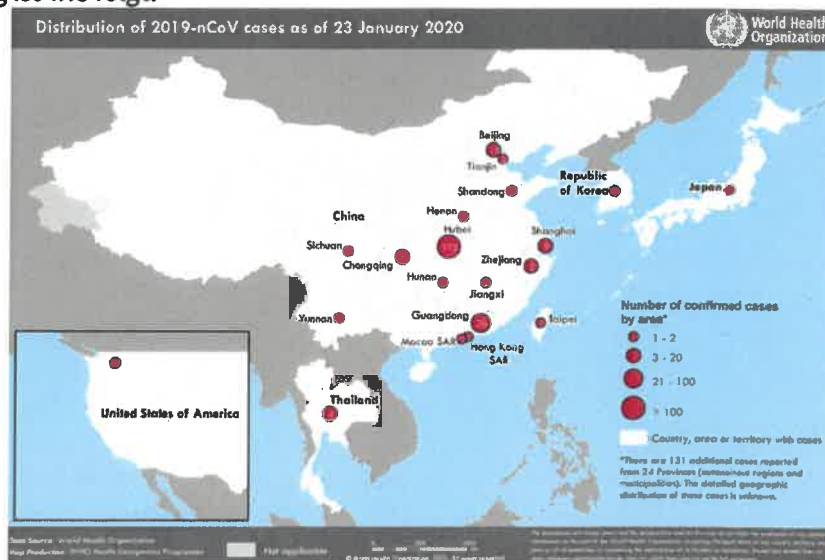 Distribution of 2019-nCoV cases as of 23 January 2020
World Health
Organization
Beijing
Tianjin
Shandong
Republic
of Korea
Japan
Henan
China
Hubei
Shanghai
Sichuan
Chongqing
Zhejiang
Hunan
Jiangxi
Yunnan
Guangdong
Taipei
Macao SAR
Hong Kong
SAR
Thailand
United States of America
Number of confirmed cases
by area*
1 - 2
3 - 20
21 - 100
> 100
Country, area or territory with cases
*There are 131 additional cases reported
from 24 Provinces (autonomous regions and
municipalities). The detailed geographic
distribution of these cases is unknown.
Data Source: World Health Organization
Map Production: WHO Health Emergencies Programme
Not applicable